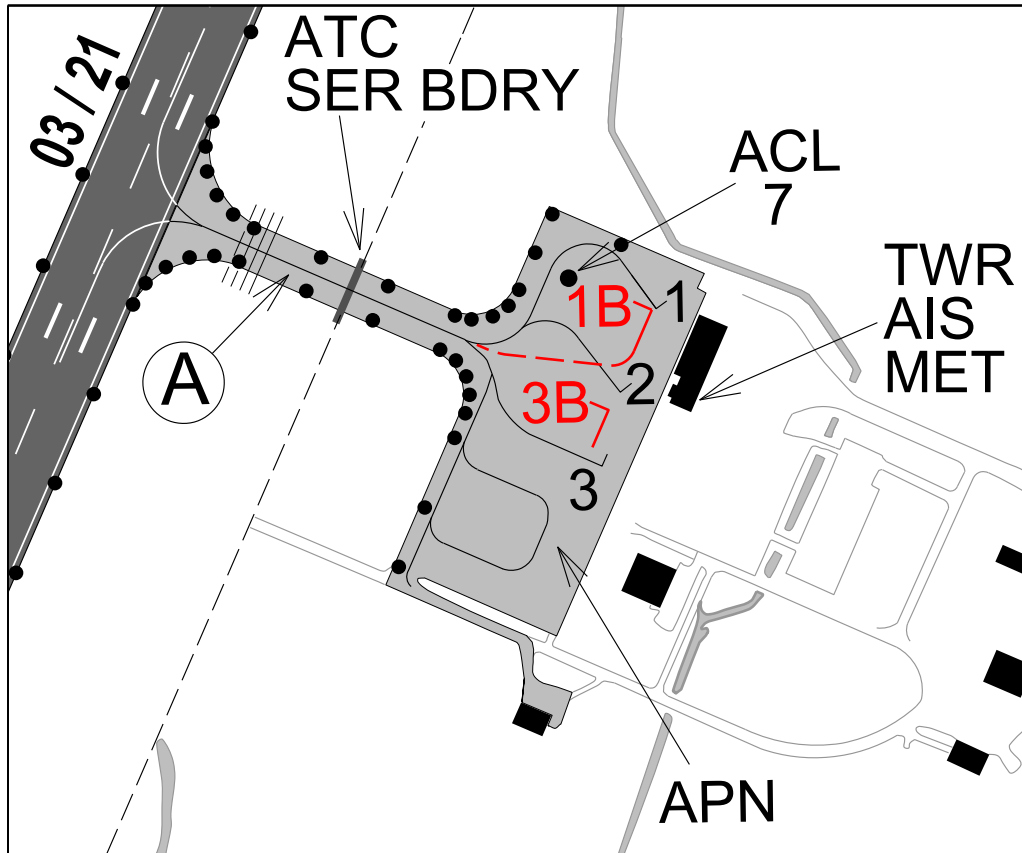 ATC
SER BDRY
03 / 21
ACL
7
TWR
AIS
MET
1B
1
A
2
3B
3
APN